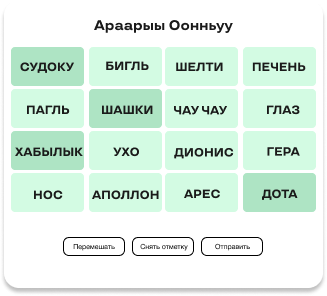 Араарыы Оонньуу
СУДОКУ БИГЛЬ ШЕЛТИ ПЕЧЕНЬ
ПАГЛЬ ШАШКИ ЧАУ ЧАУ ГЛАЗ
ХАБЫЛЫК УХО ДИОНИС ГЕРА
НОС АПОЛЛОН АРЕС ДОТА
Перемешать Снять отметку Отправить